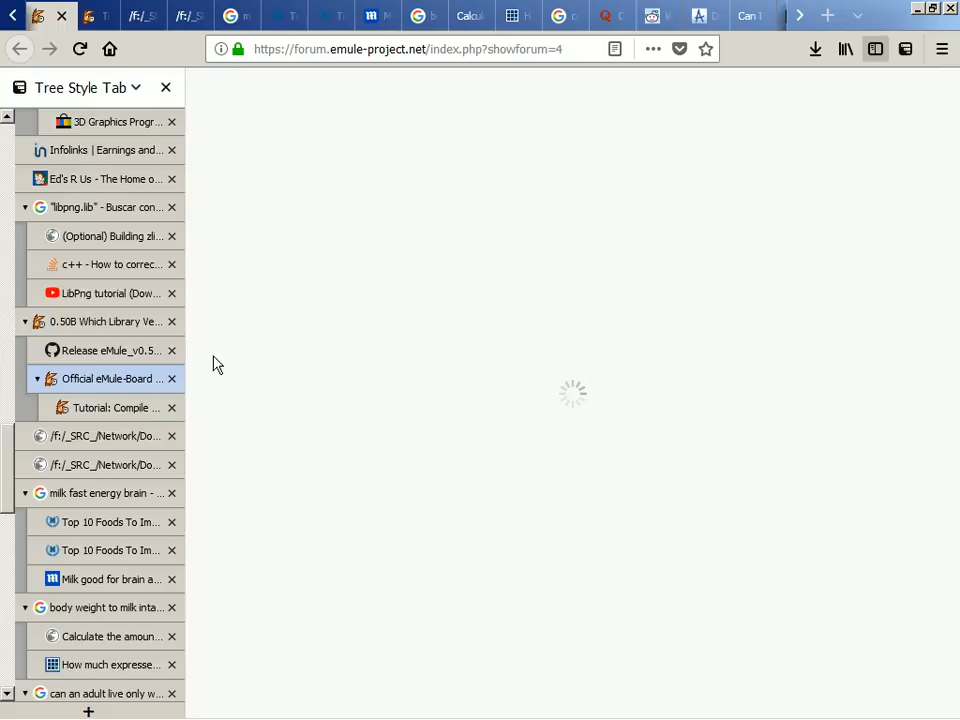 /f:/_S
/f:/_S
m
M
b
Calcu
H
C
Can T
https://forum.emule-project.net/index.php?showforum=4
Tree Style Tab
3D Graphics Progr...
Infolinks | Earnings and...
Ed's R Us - The Home o...
"libpng.lib" - Buscar con...
(Optional) Building zli...
c++ - How to correc...
LibPng tutorial (Dow...
0.50B Which Library Ve...
Release eMule_v0.5...
Official eMule-Board ...
Tutorial: Compile ...
/f:/_SRC_/Network/Do...
/f:/_SRC_/Network/Do...
milk fast energy brain - ...
Top 10 Foods To Im...
Top 10 Foods To Im...
Milk good for brain a...
body weight to milk inta...
Calculate the amoun...
How much expresse...
can an adult live only w...